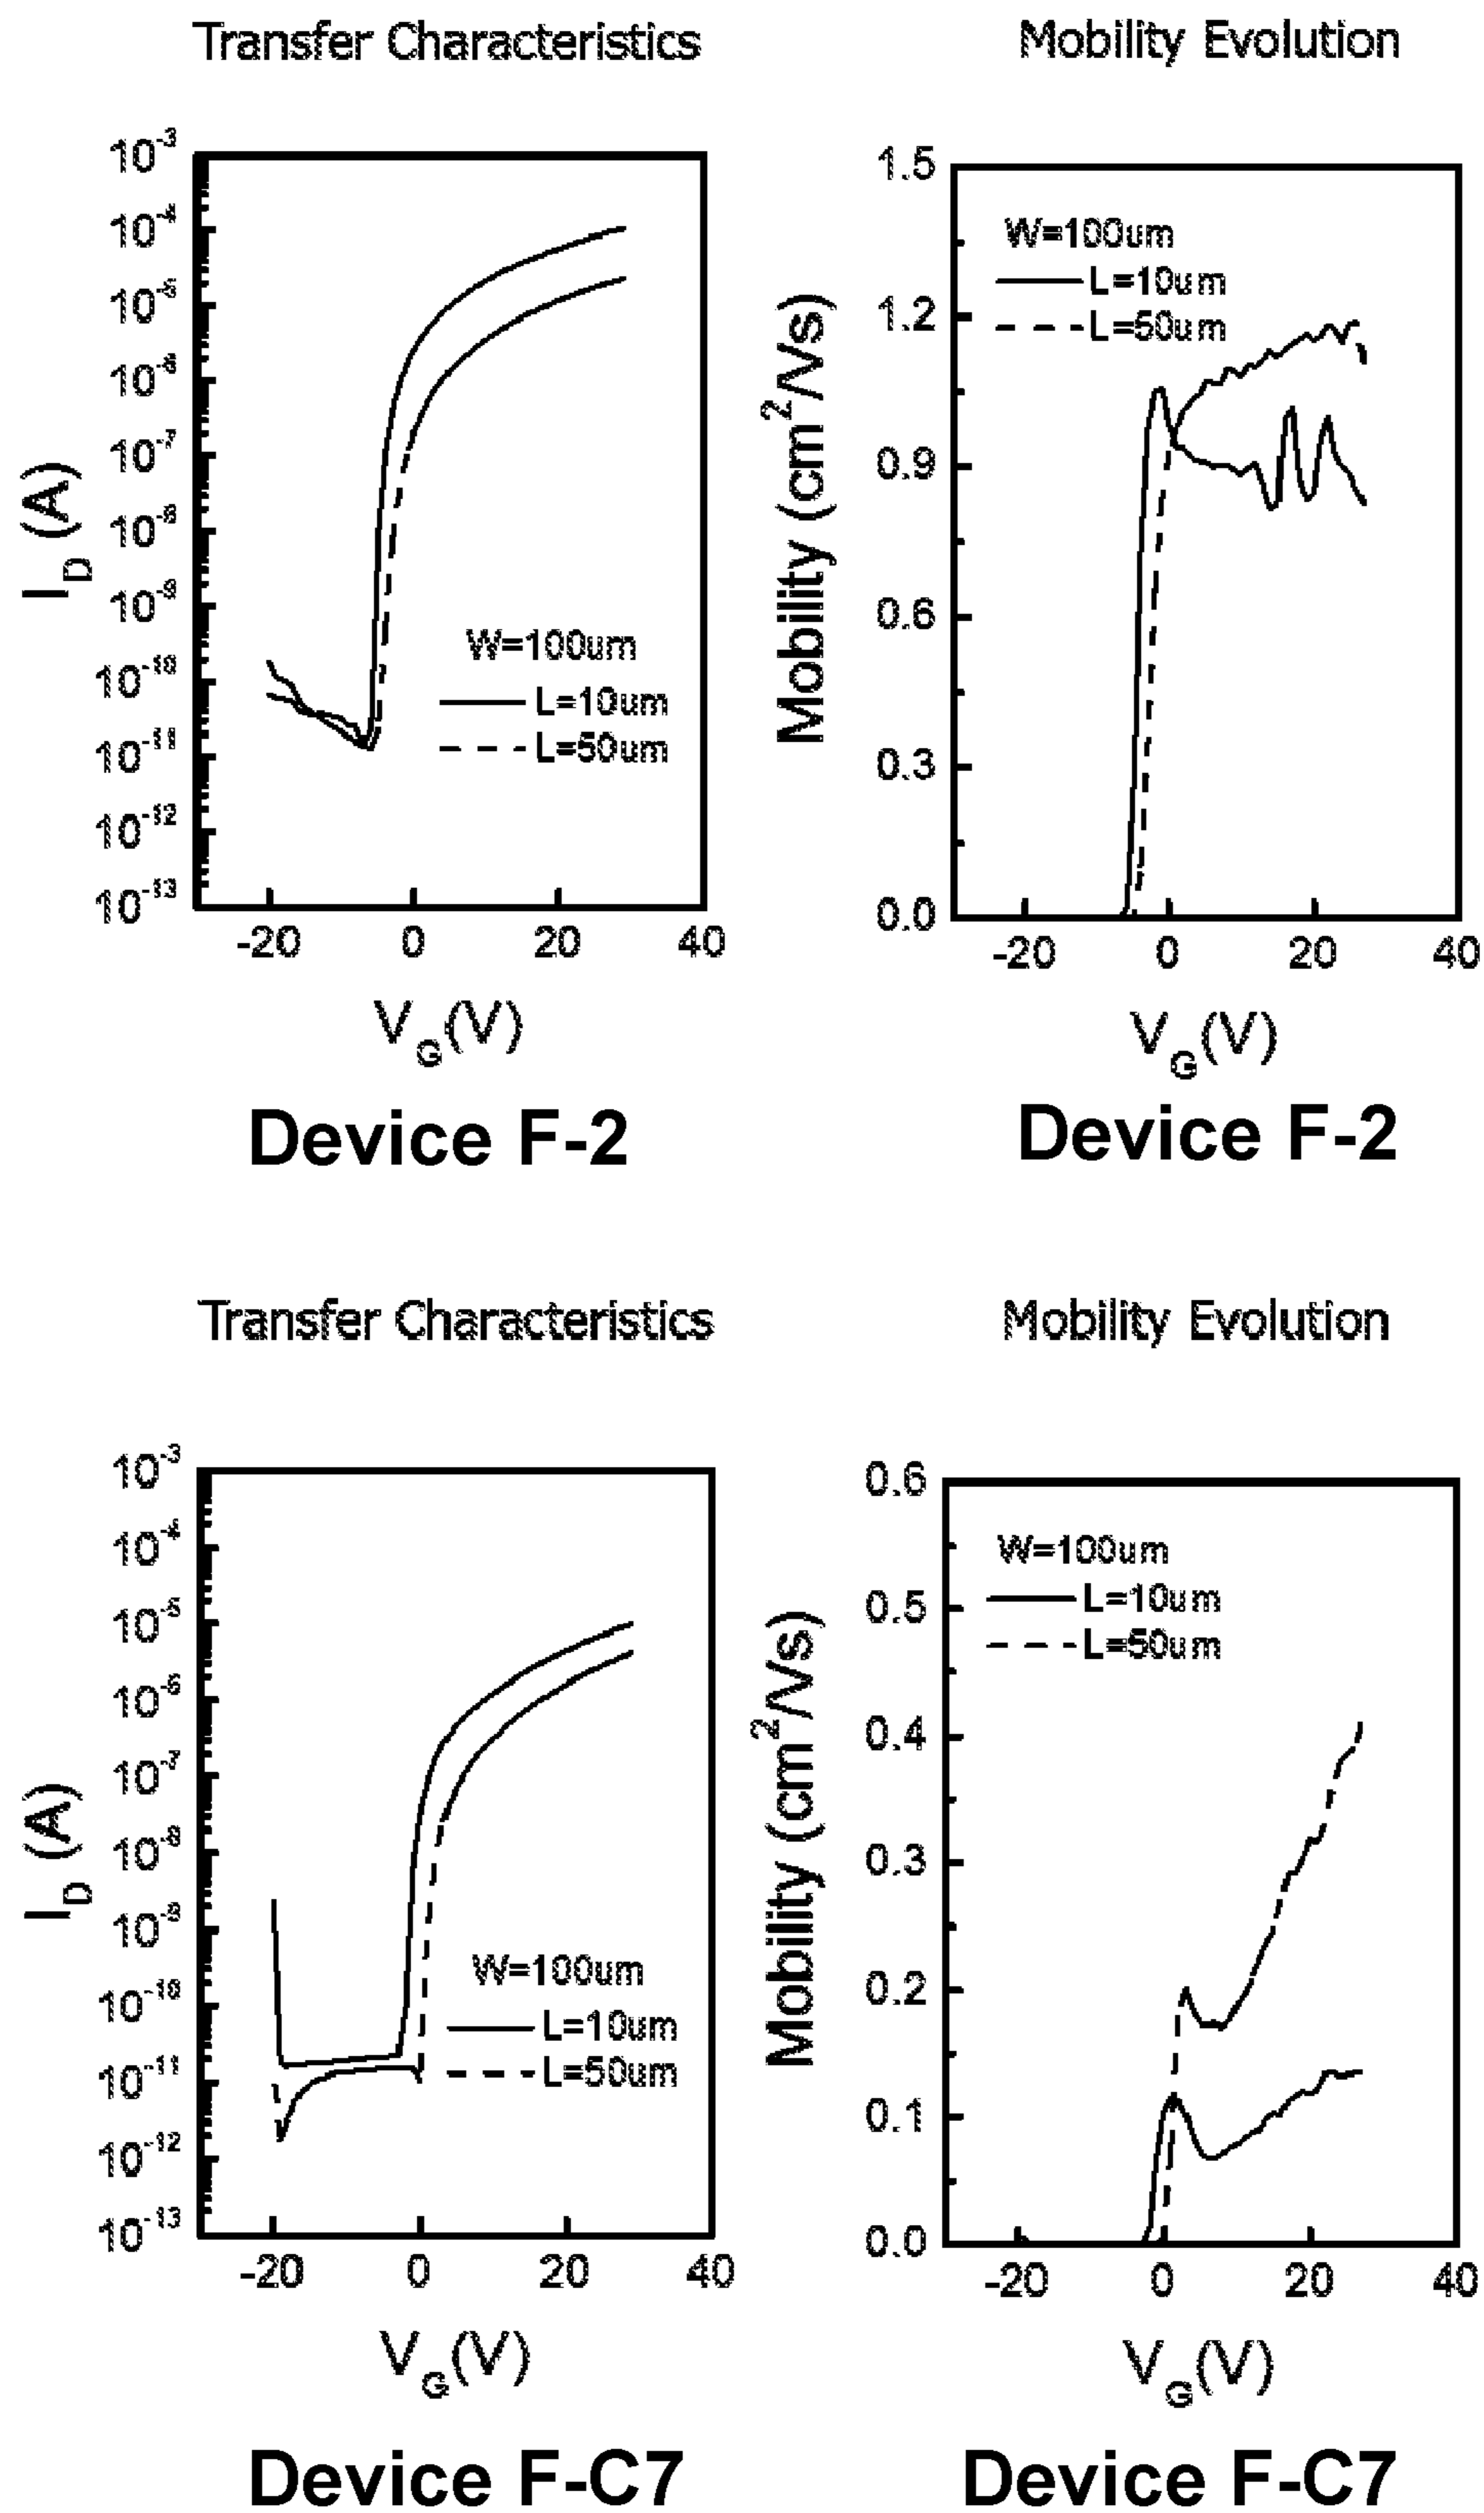 Transfer Characteristics
Mobility Evolution
I_D (A)
10^-3
10^-4
10^-5
10^-6
10^-7
10^-8
10^-9
10^-10
10^-11
10^-12
10^-13
W=100um
L=10um
L=50um
-20 0 20 40
V_G(V)
Device F-2
Mobility (cm^2/Vs)
1.5
1.2
0.9
0.6
0.3
0.0
W=100um
L=10um
L=50um
-20 0 20 40
V_G(V)
Device F-2
Transfer Characteristics
Mobility Evolution
I_D (A)
10^-3
10^-4
10^-5
10^-6
10^-7
10^-8
10^-9
10^-10
10^-11
10^-12
10^-13
W=100um
L=10um
L=50um
-20 0 20 40
V_G(V)
Device F-C7
Mobility (cm^2/Vs)
0.6
0.5
0.4
0.3
0.2
0.1
0.0
W=100um
L=10um
L=50um
-20 0 20 40
V_G(V)
Device F-C7